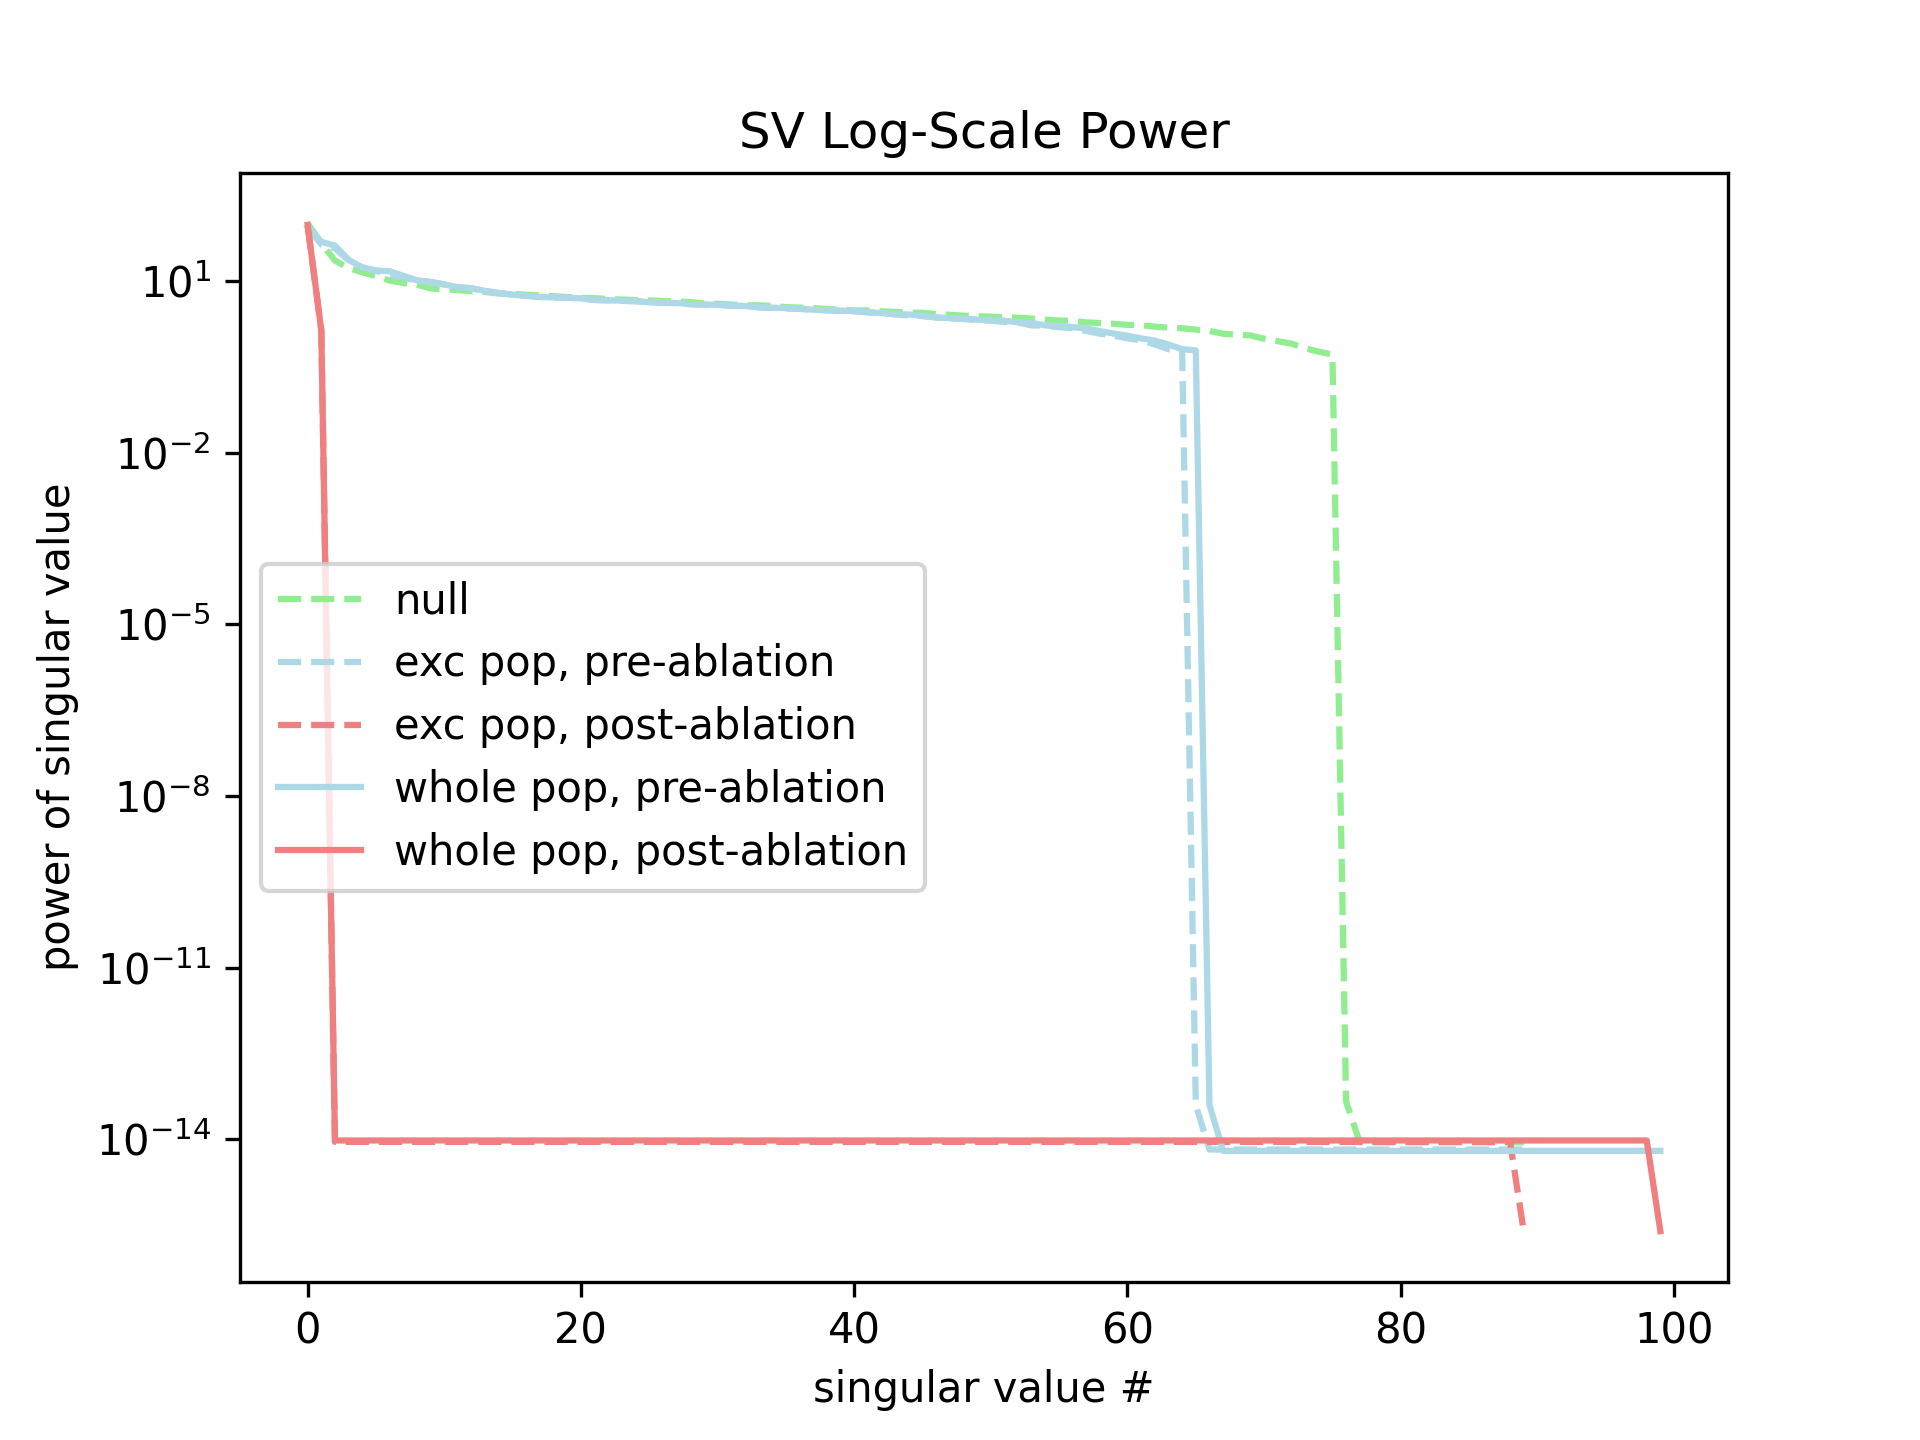 SV Log-Scale Power
power of singular value
10¹
10⁻²
10⁻⁵
10⁻⁸
10⁻¹¹
10⁻¹⁴
null
exc pop, pre-ablation
exc pop, post-ablation
whole pop, pre-ablation
whole pop, post-ablation
0 20 40 60 80 100
singular value #